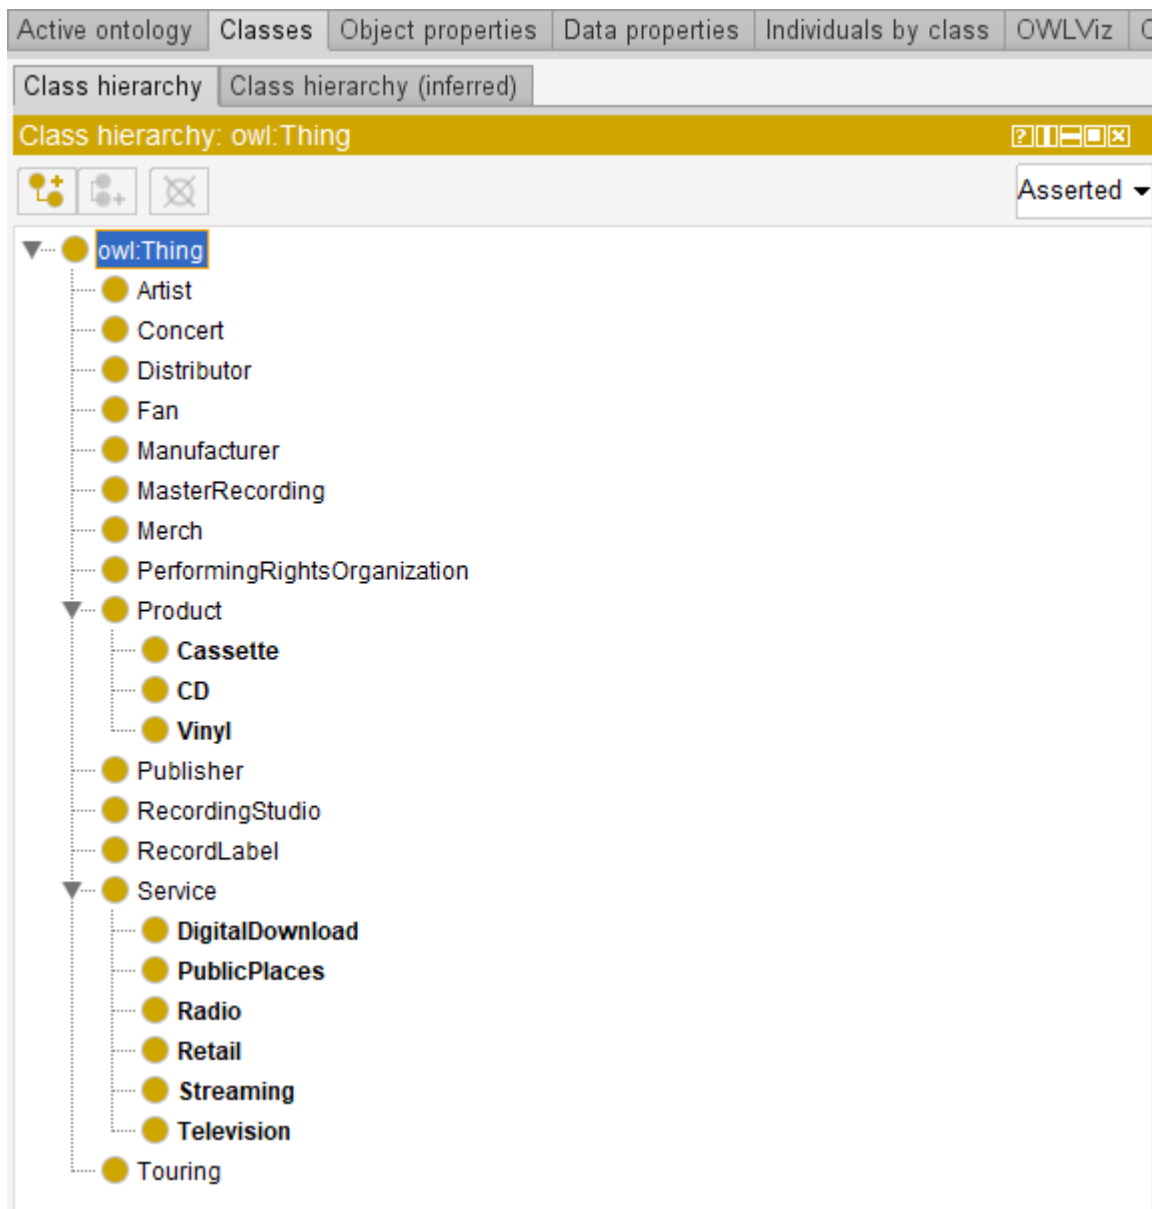 Active ontology Classes Object properties Data properties Individuals by class OWLViz
Class hierarchy Class hierarchy (inferred)
Class hierarchy: owl:Thing
Asserted
owl:Thing
Artist
Concert
Distributor
Fan
Manufacturer
MasterRecording
Merch
PerformingRightsOrganization
Product
Cassette
CD
Vinyl
Publisher
RecordingStudio
RecordLabel
Service
DigitalDownload
PublicPlaces
Radio
Retail
Streaming
Television
Touring